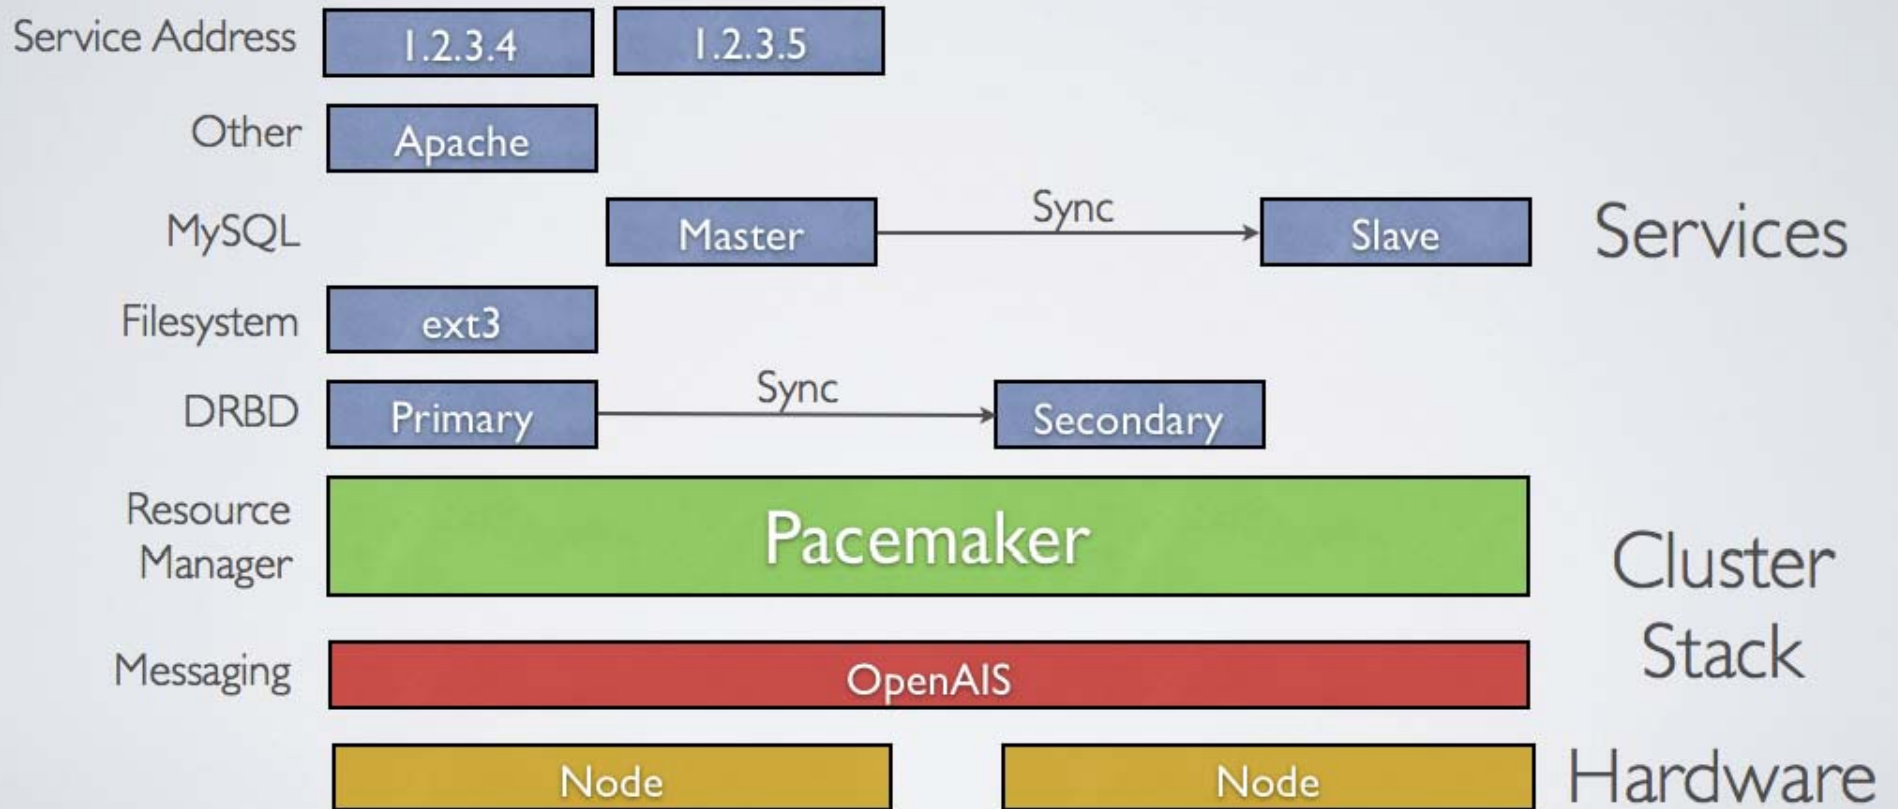 Service Address 1.2.3.4 1.2.3.5
Other Apache
MySQL Master Sync Slave Services
Filesystem ext3
DRBD Primary Sync Secondary
Resource
Manager
Pacemaker
Cluster
Stack
Messaging OpenAIS
Node Node Hardware